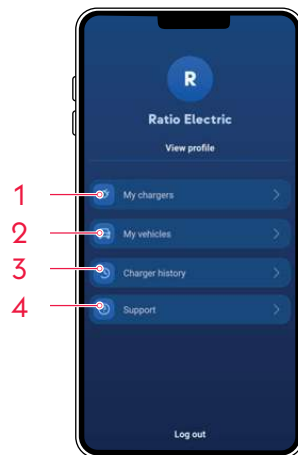 R
Ratio Electric
View profile
1 My chargers
2 My vehicles
3 Charger history
4 Support
Log out